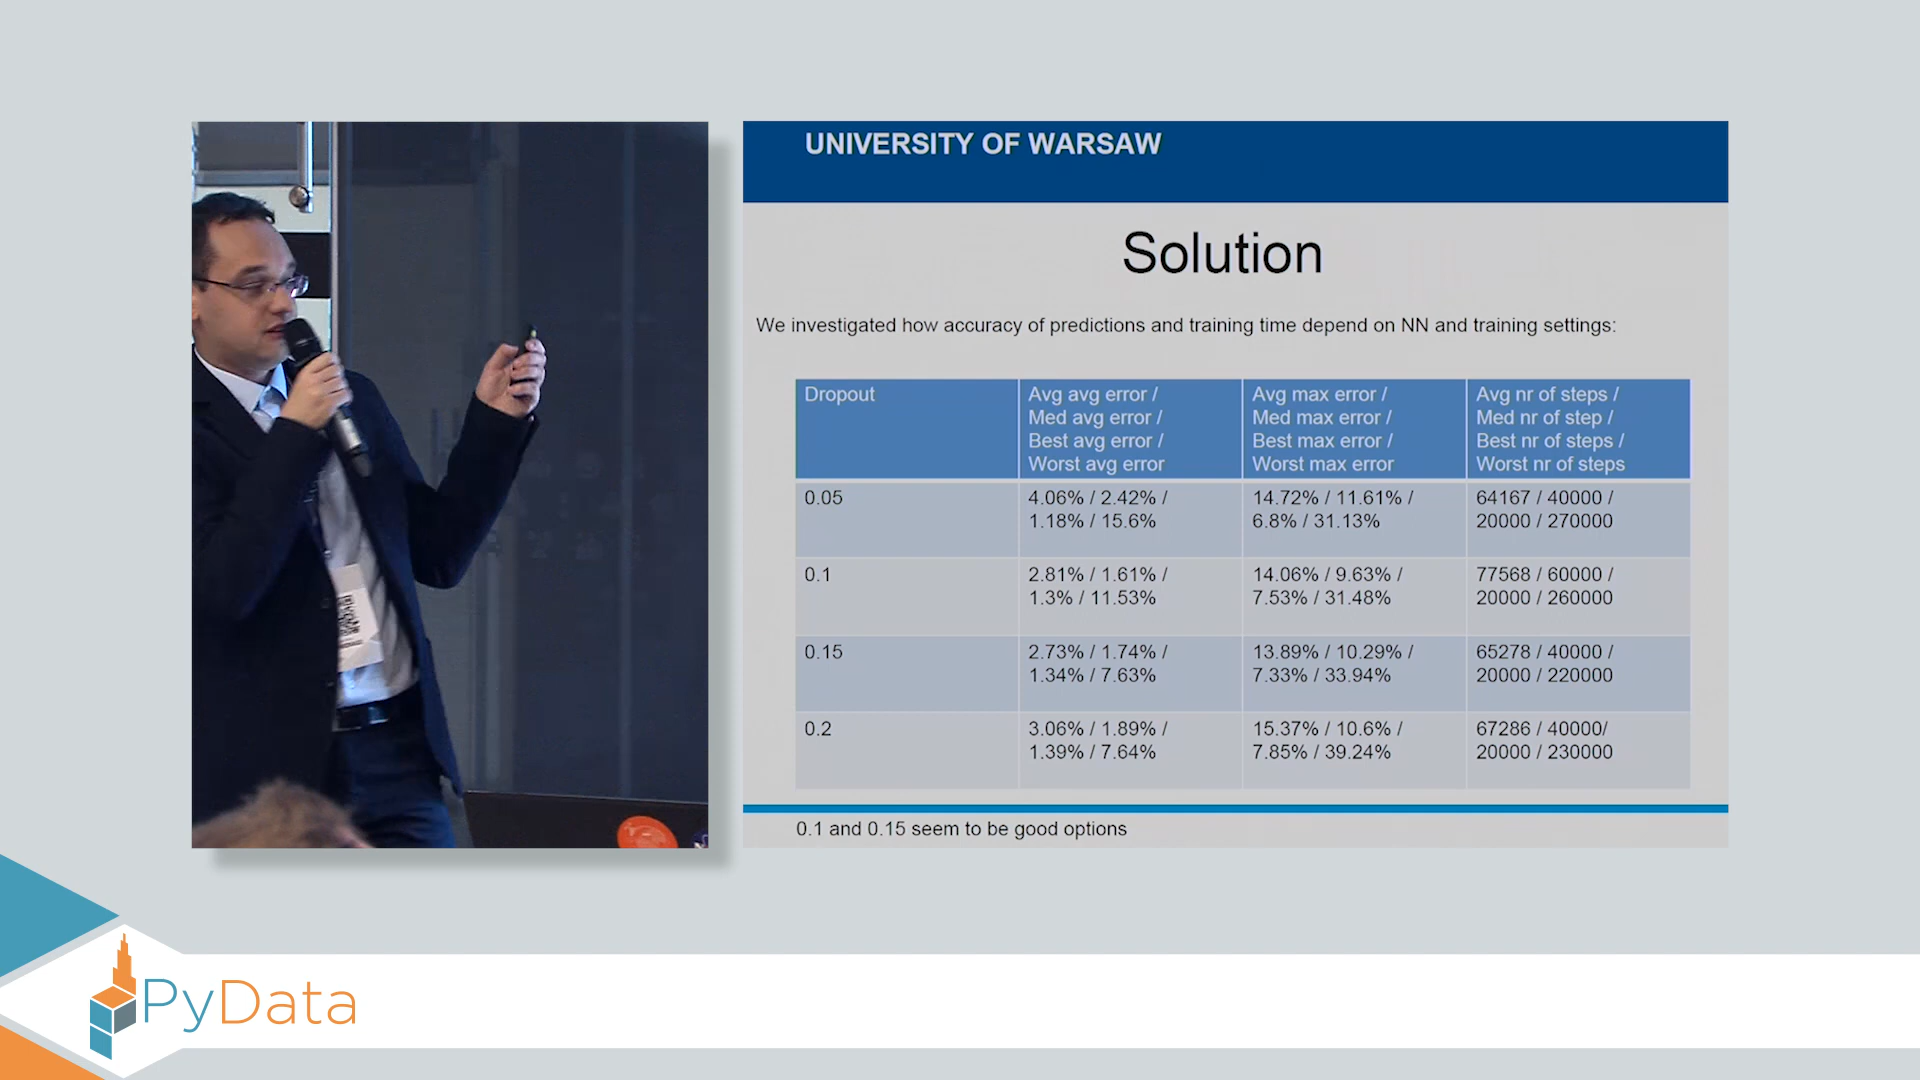 UNIVERSITY OF WARSAW
Solution
We investigated how accuracy of predictions and training time depend on NN and training settings:
Dropout
Avg avg error /
Med avg error /
Best avg error /
Worst avg error
Avg max error /
Med max error /
Best max error /
Worst max error
Avg nr of steps /
Med nr of step /
Best nr of steps /
Worst nr of steps
0.05
4.06% / 2.42% /
1.18% / 15.6%
14.72% / 11.61% /
6.8% / 31.13%
64167 / 40000 /
20000 / 270000
0.1
2.81% / 1.61% /
1.3% / 11.53%
14.06% / 9.63% /
7.53% / 31.48%
77568 / 60000 /
20000 / 260000
0.15
2.73% / 1.74% /
1.34% / 7.63%
13.89% / 10.29% /
7.33% / 33.94%
65278 / 40000 /
20000 / 220000
0.2
3.06% / 1.89% /
1.39% / 7.64%
15.37% / 10.6% /
7.85% / 39.24%
67286 / 40000/
20000 / 230000
0.1 and 0.15 seem to be good options
PyData